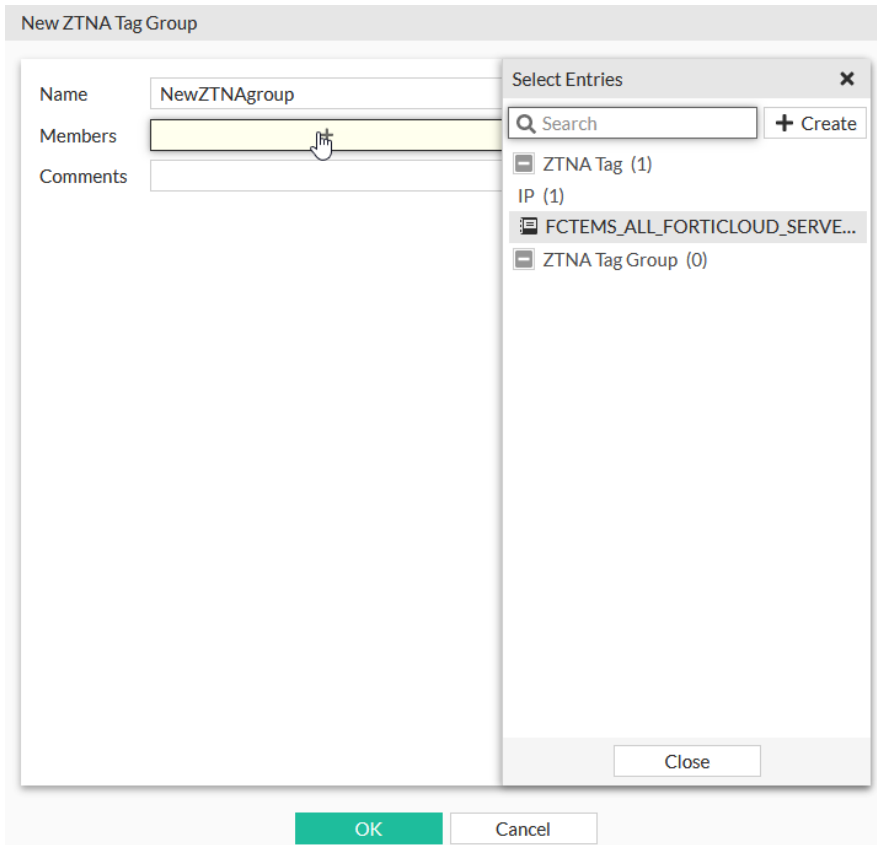 New ZTNA Tag Group
Name
NewZTNAgroup
Members
Comments
Select Entries
Search
Create
ZTNA Tag (1)
IP (1)
FCTEMS_ALL_FORTICLOUD_SERVE...
ZTNA Tag Group (0)
Close
OK
Cancel